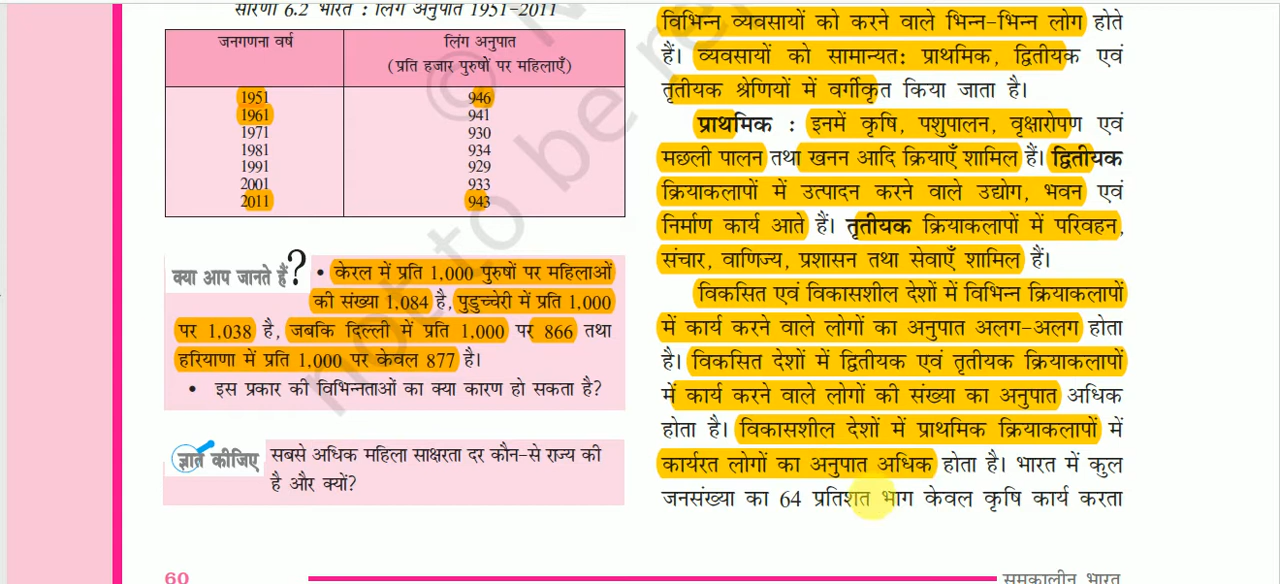 सारणी 6.2 भारत : लिंग अनुपात 1951-2011
जनगणना वर्ष लिंग अनुपात
(प्रति हजार पुरुषों पर महिलाएँ)
1951 946
1961 941
1971 930
1981 934
1991 929
2001 933
2011 943
क्या आप जानते हैं? • केरल में प्रति 1,000 पुरुषों पर महिलाओं
की संख्या 1,084 है, पुडुच्चेरी में प्रति 1,000
पर 1,038 है, जबकि दिल्ली में प्रति 1,000 पर 866 तथा
हरियाणा में प्रति 1,000 पर केवल 877 है।
• इस प्रकार की विभिन्नताओं का क्या कारण हो सकता है?
ज्ञात कीजिए सबसे अधिक महिला साक्षरता दर कौन-से राज्य की
है और क्यों?
विभिन्न व्यवसायों को करने वाले भिन्न-भिन्न लोग होते
हैं। व्यवसायों को सामान्यत: प्राथमिक, द्वितीयक एवं
तृतीयक श्रेणियों में वर्गीकृत किया जाता है।
प्राथमिक : इनमें कृषि, पशुपालन, वृक्षारोपण एवं
मछली पालन तथा खनन आदि क्रियाएँ शामिल हैं। द्वितीयक
क्रियाकलापों में उत्पादन करने वाले उद्योग, भवन एवं
निर्माण कार्य आते हैं। तृतीयक क्रियाकलापों में परिवहन,
संचार, वाणिज्य, प्रशासन तथा सेवाएँ शामिल हैं।
विकसित एवं विकासशील देशों में विभिन्न क्रियाकलापों
में कार्य करने वाले लोगों का अनुपात अलग-अलग होता
है। विकसित देशों में द्वितीयक एवं तृतीयक क्रियाकलापों
में कार्य करने वाले लोगों की संख्या का अनुपात अधिक
होता है। विकासशील देशों में प्राथमिक क्रियाकलापों में
कार्यरत लोगों का अनुपात अधिक होता है। भारत में कुल
जनसंख्या का 64 प्रतिशत भाग केवल कृषि कार्य करता
60 समकालीन भारत
not to be re
©